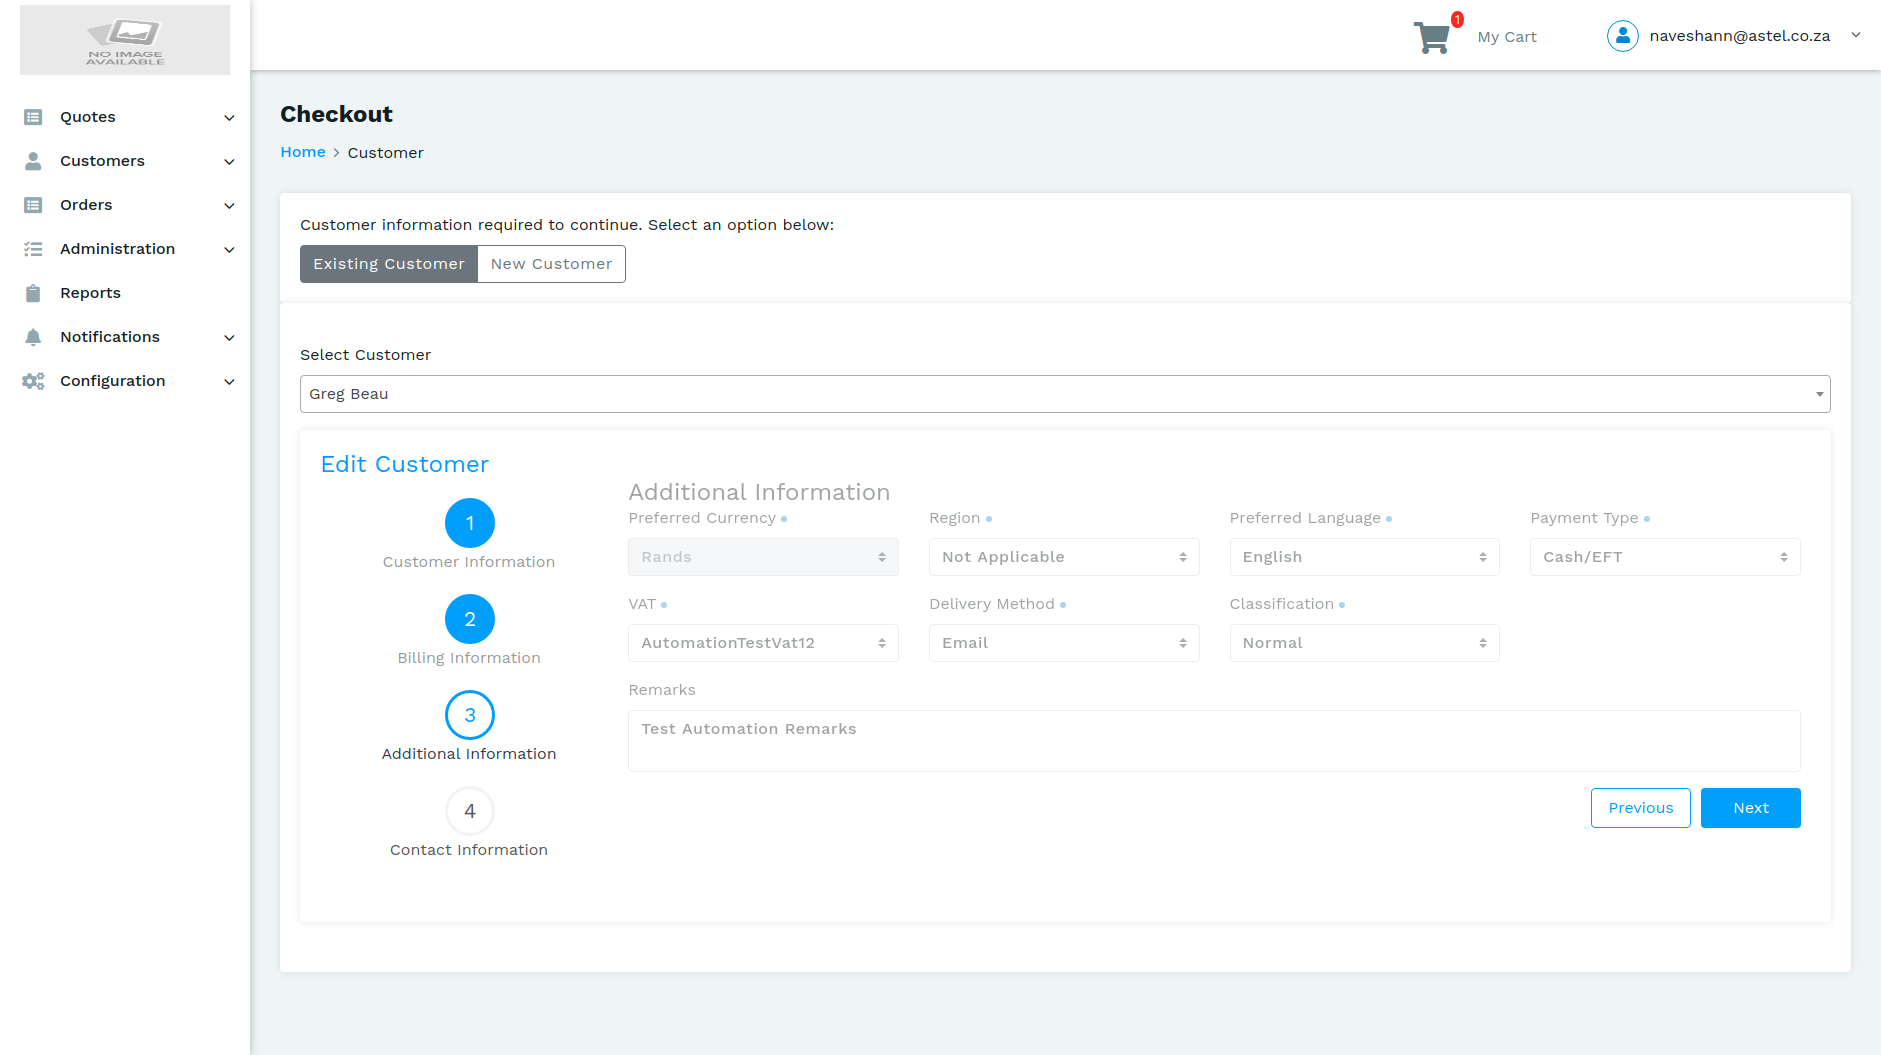 NO IMAGE
AVAILABLE
1
My Cart
naveshann@astel.co.za
Quotes
Customers
Orders
Administration
Reports
Notifications
Configuration
Checkout
Home > Customer
Customer information required to continue. Select an option below:
Existing Customer New Customer
Select Customer
Greg Beau
Edit Customer
1
Customer Information
2
Billing Information
3
Additional Information
4
Contact Information
Additional Information
Preferred Currency Region Preferred Language Payment Type
Rands Not Applicable English Cash/EFT
VAT Delivery Method Classification
AutomationTestVat12 Email Normal
Remarks
Test Automation Remarks
Previous Next